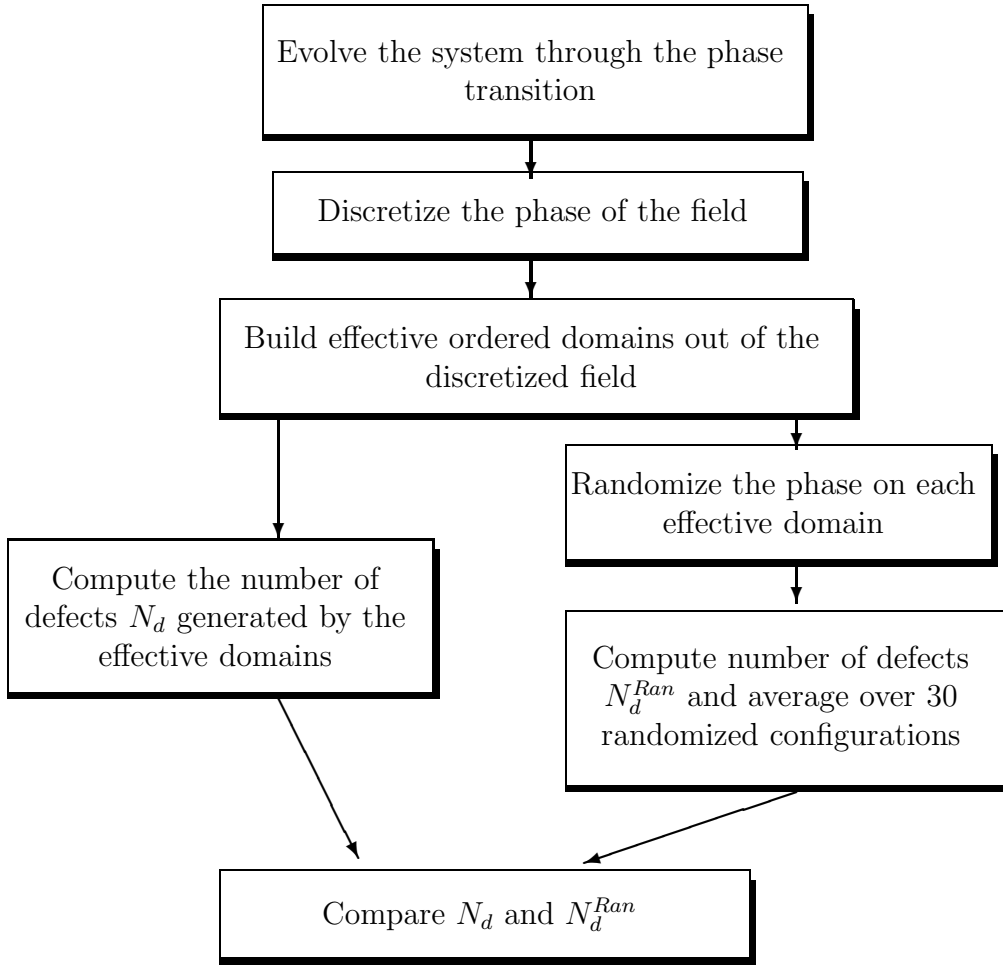 Evolve the system through the phase
transition
Discretize the phase of the field
Build effective ordered domains out of the
discretized field
Randomize the phase on each
effective domain
Compute the number of
defects $N_d$ generated by the
effective domains
Compute number of defects
$N_d^{Ran}$ and average over 30
randomized configurations
Compare $N_d$ and $N_d^{Ran}$